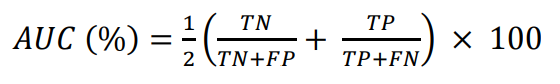 AUC (%) = 1/2 (TN/(TN+FP) + TP/(TP+FN)) × 100